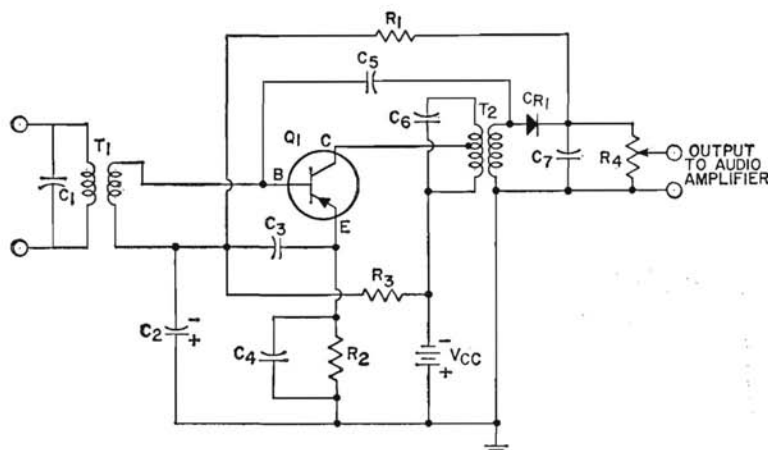 R1
C5
CR1
T2
C6
Q1
C
T1
C7
R4
OUTPUT
TO AUDIO
AMPLIFIER
C1
B
E
C3
R3
C2
-
+
C4
R2
-
+
VCC